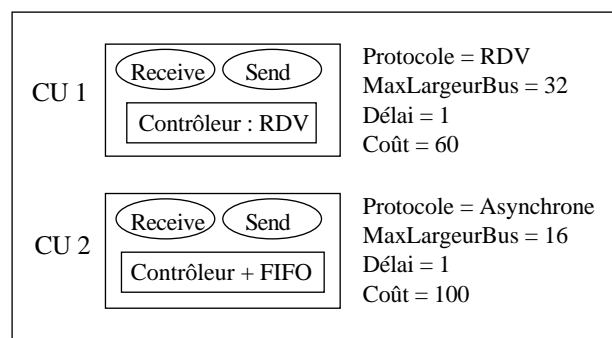 CU 1
Receive
Send
Contrôleur : RDV
Protocole = RDV
MaxLargeurBus = 32
Délai = 1
Coût = 60
CU 2
Receive
Send
Contrôleur + FIFO
Protocole = Asynchrone
MaxLargeurBus = 16
Délai = 1
Coût = 100